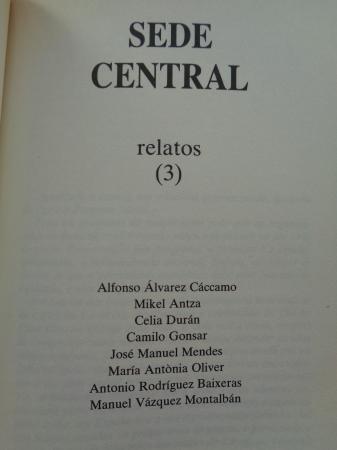 SEDE
CENTRAL
relatos
(3)
Alfonso Álvarez Cáccamo
Mikel Antza
Celia Durán
Camilo Gonsar
José Manuel Mendes
María Antònia Oliver
Antonio Rodríguez Baixeras
Manuel Vázquez Montalbán